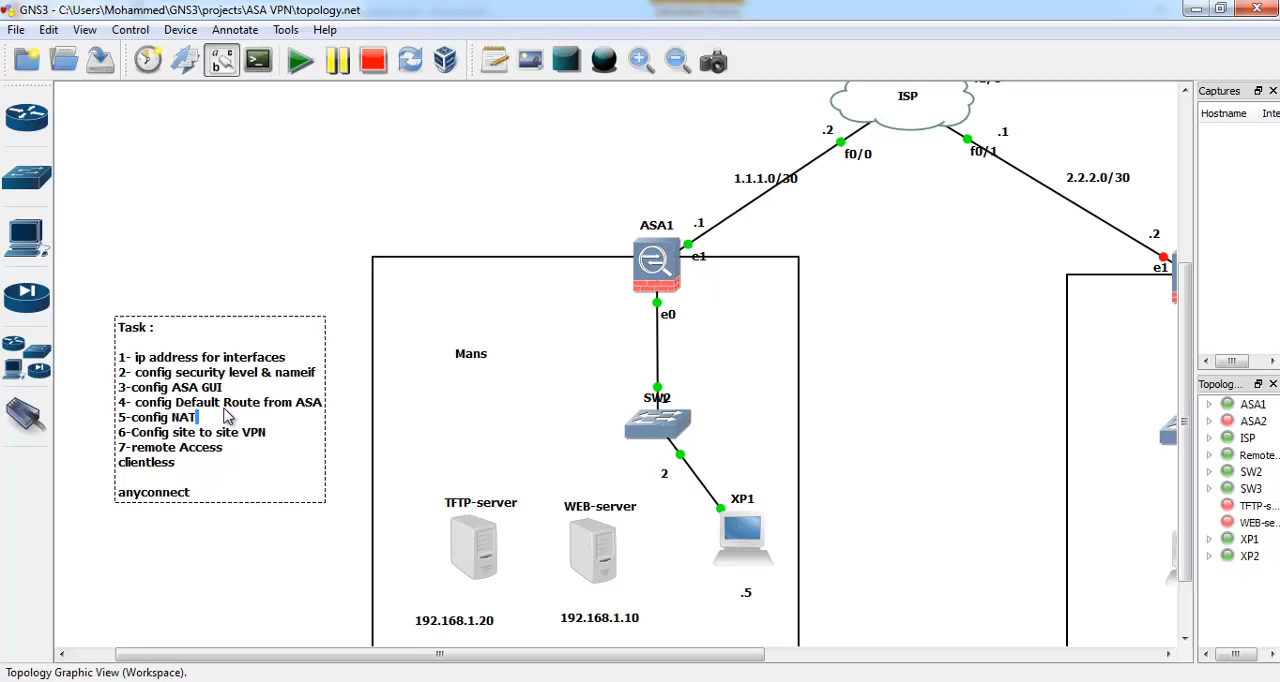 GNS3 - C:\Users\Mohammed\GNS3\projects\ASA VPN\topology.net
File Edit View Control Device Annotate Tools Help
Captures
Hostname Inte
ISP
.2
f0/0
.1
f0/1
1.1.1.0/30
2.2.2.0/30
ASA1
.1
e1
.2
e1
e0
Task :
1- ip address for interfaces
2- config security level & nameif
3-config ASA GUI
4- config Default Route from ASA
5-config NAT
6-Config site to site VPN
7-remote Access
clientless
anyconnect
Mans
SW2
2
TFTP-server
WEB-server
XP1
.5
192.168.1.20
192.168.1.10
Topolog...
ASA1
ASA2
ISP
Remote..
SW2
SW3
TFTP-s...
WEB-se...
XP1
XP2
Topology Graphic View (Workspace).